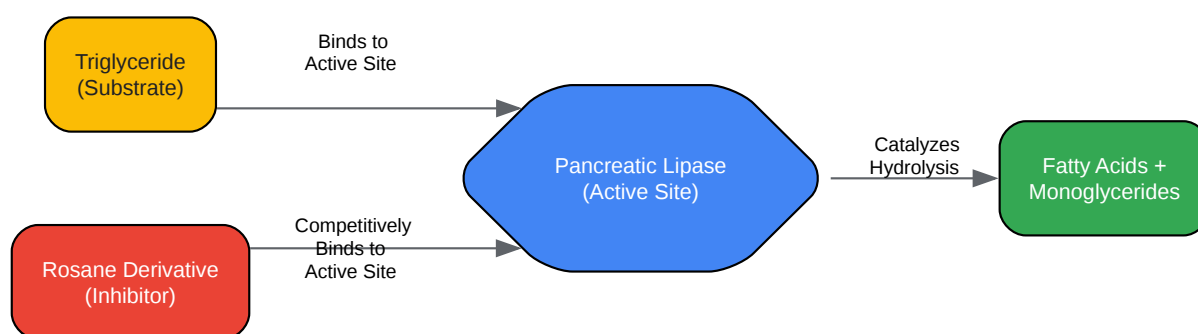 Triglyceride
(Substrate)
Binds to
Active Site
Pancreatic Lipase
(Active Site)
Catalyzes
Hydrolysis
Fatty Acids +
Monoglycerides
Rosane Derivative
(Inhibitor)
Competitively
Binds to
Active Site